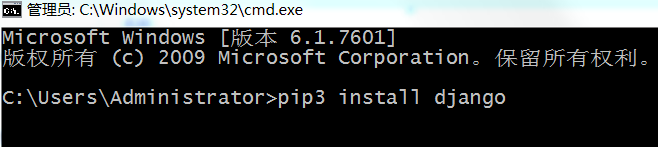 管理员: C:\Windows\system32\cmd.exe
Microsoft Windows [版本 6.1.7601]
版权所有 (c) 2009 Microsoft Corporation。保留所有权利。
C:\Users\Administrator>pip3 install django